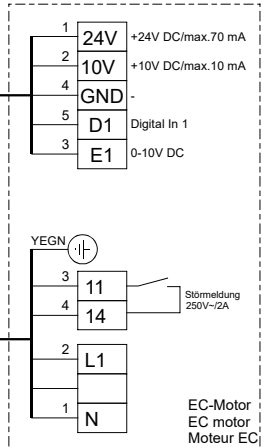 1 24V +24V DC/max.70 mA
2 10V +10V DC/max.10 mA
4 GND -
5 D1 Digital In 1
3 E1 0-10V DC
YEGN
3 11
4 14
Störmeldung
250V~/2A
2 L1
1 N
EC-Motor
EC motor
Moteur EC